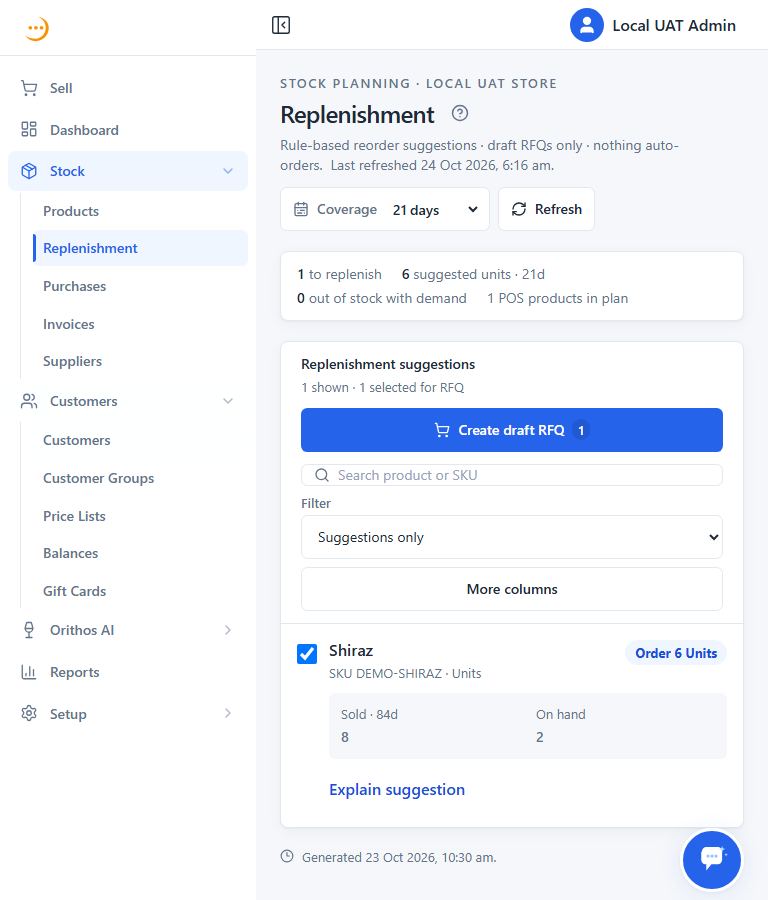 Local UAT Admin
Sell
Dashboard
Stock
Products
Replenishment
Purchases
Invoices
Suppliers
Customers
Customers
Customer Groups
Price Lists
Balances
Gift Cards
Orithos AI
Reports
Setup
STOCK PLANNING · LOCAL UAT STORE
Replenishment
Rule-based reorder suggestions · draft RFQs only · nothing auto-
orders. Last refreshed 24 Oct 2026, 6:16 am.
Coverage 21 days
Refresh
1 to replenish 6 suggested units · 21d
0 out of stock with demand 1 POS products in plan
Replenishment suggestions
1 shown · 1 selected for RFQ
Create draft RFQ 1
Search product or SKU
Filter
Suggestions only
More columns
Shiraz
Order 6 Units
SKU DEMO-SHIRAZ · Units
Sold · 84d On hand
8 2
Explain suggestion
Generated 23 Oct 2026, 10:30 am.